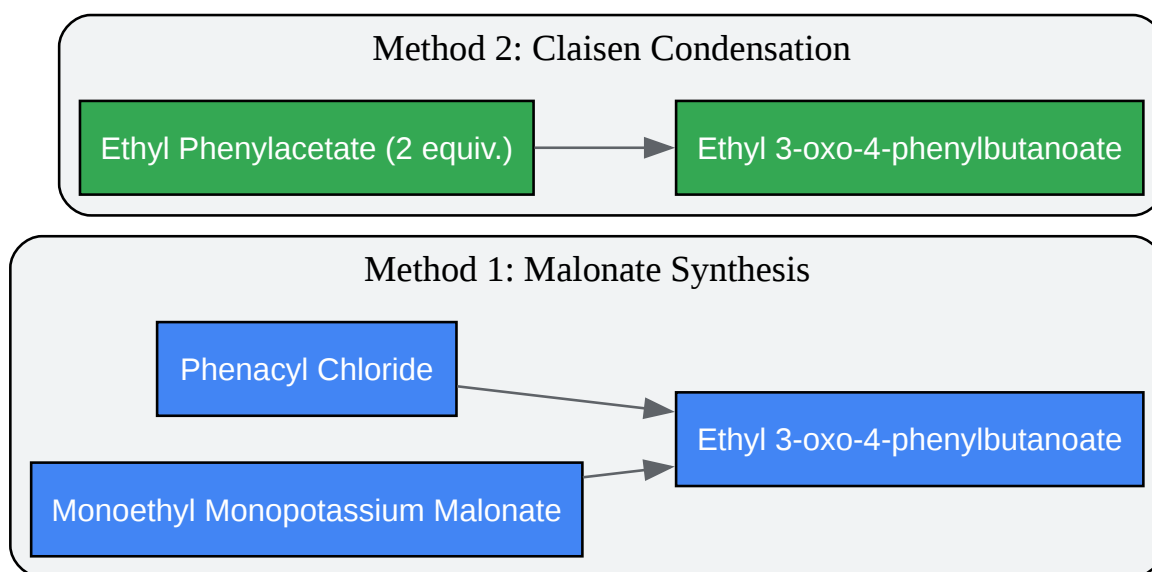 Method 2: Claisen Condensation
Ethyl Phenylacetate (2 equiv.)
Ethyl 3-oxo-4-phenylbutanoate
Method 1: Malonate Synthesis
Phenacyl Chloride
Ethyl 3-oxo-4-phenylbutanoate
Monoethyl Monopotassium Malonate